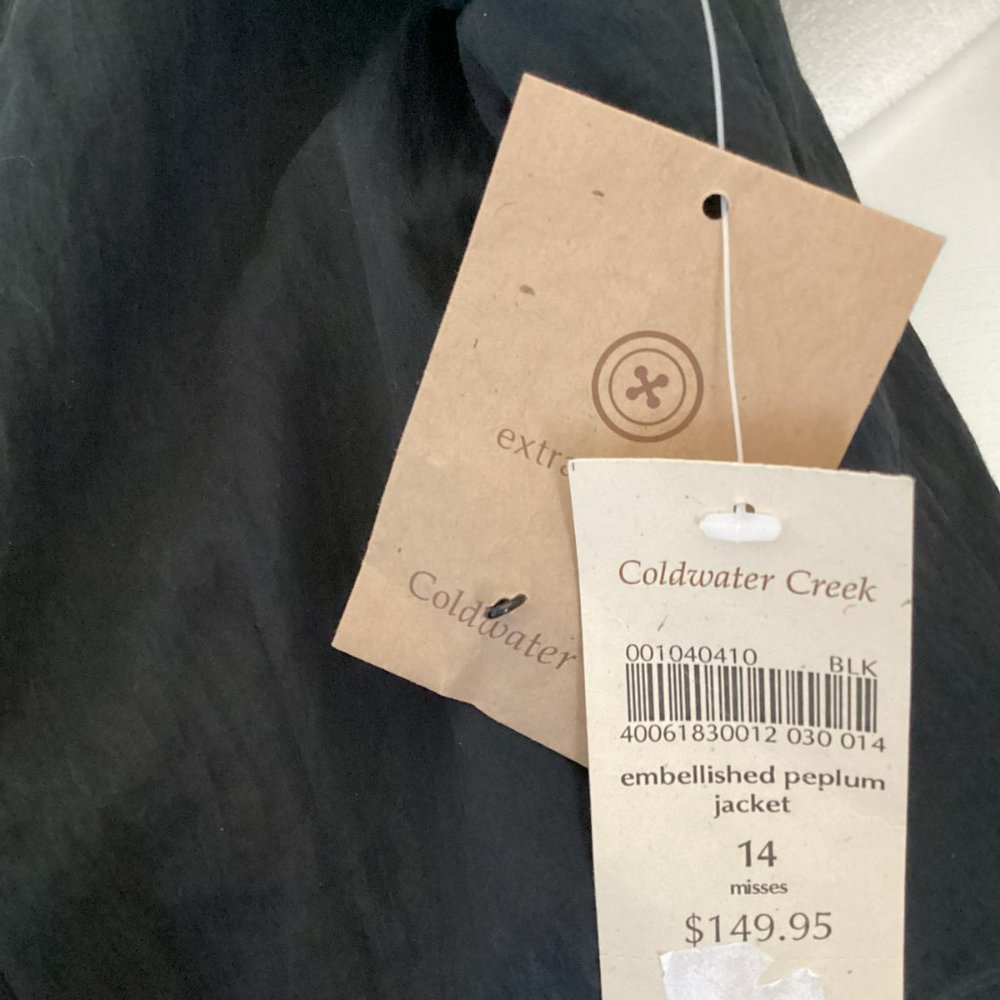 extra
Coldwater
Coldwater Creek
001040410 BLK
40061830012 030 014
embellished peplum
jacket
14
misses
$149.95